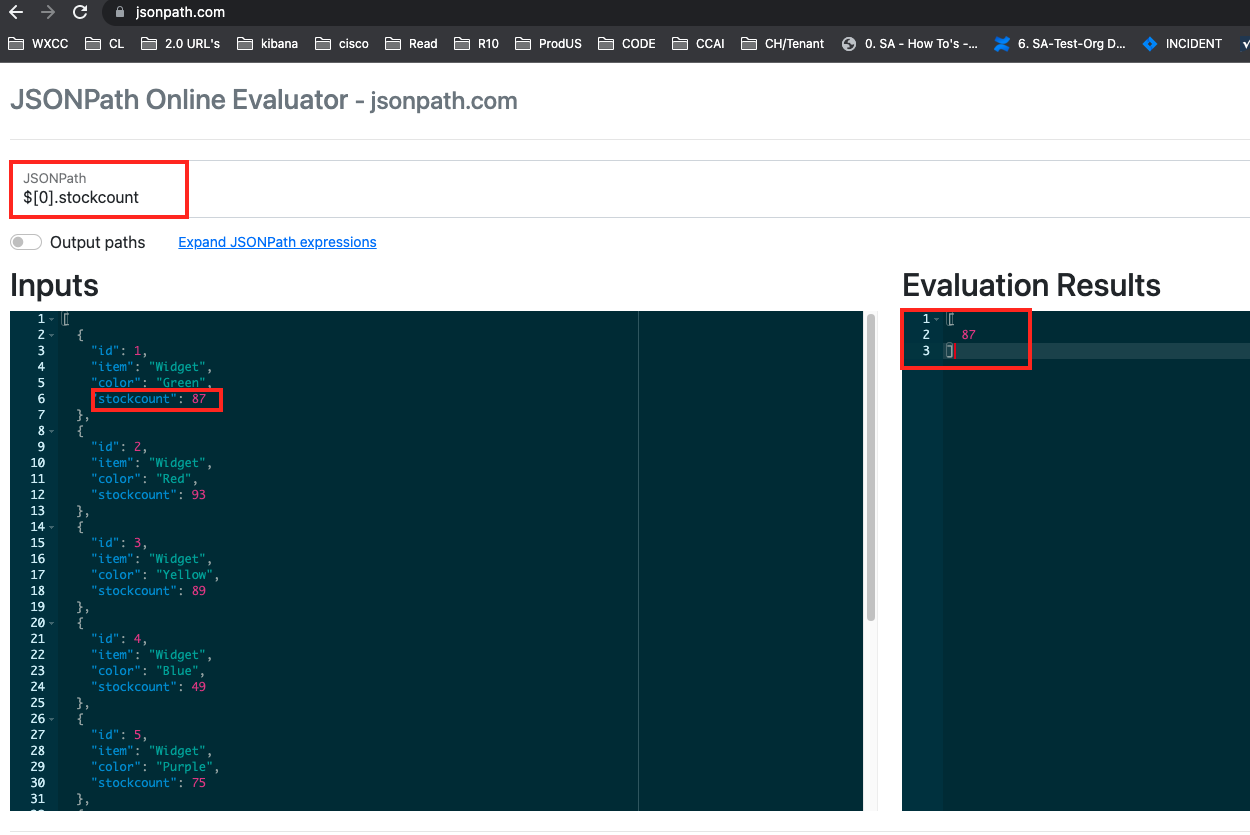 jsonpath.com
WXCC CL 2.0 URL's kibana cisco Read R10 ProdUS CODE CCAI CH/Tenant 0. SA - How To's -... 6. SA-Test-Org D... INCIDENT
JSONPath Online Evaluator - jsonpath.com
JSONPath
$[0].stockcount
Output paths Expand JSONPath expressions
Inputs
1 [
2 {
3 "id": 1,
4 "item": "Widget",
5 "color": "Green",
6 "stockcount": 87
7 },
8 {
9 "id": 2,
10 "item": "Widget",
11 "color": "Red",
12 "stockcount": 93
13 },
14 {
15 "id": 3,
16 "item": "Widget",
17 "color": "Yellow",
18 "stockcount": 89
19 },
20 {
21 "id": 4,
22 "item": "Widget",
23 "color": "Blue",
24 "stockcount": 49
25 },
26 {
27 "id": 5,
28 "item": "Widget",
29 "color": "Purple",
30 "stockcount": 75
31 },
Evaluation Results
1 [
2 87
3 ]